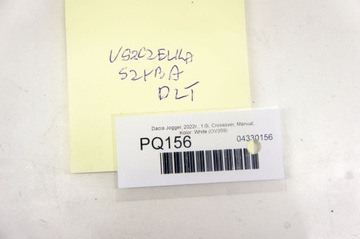 USZCZELKA
SZYBA
DLT
Dacia Jogger, 2022r., 1.0i, Crossover, Manual,
Kolor: White (OV369)
PQ156
04330156